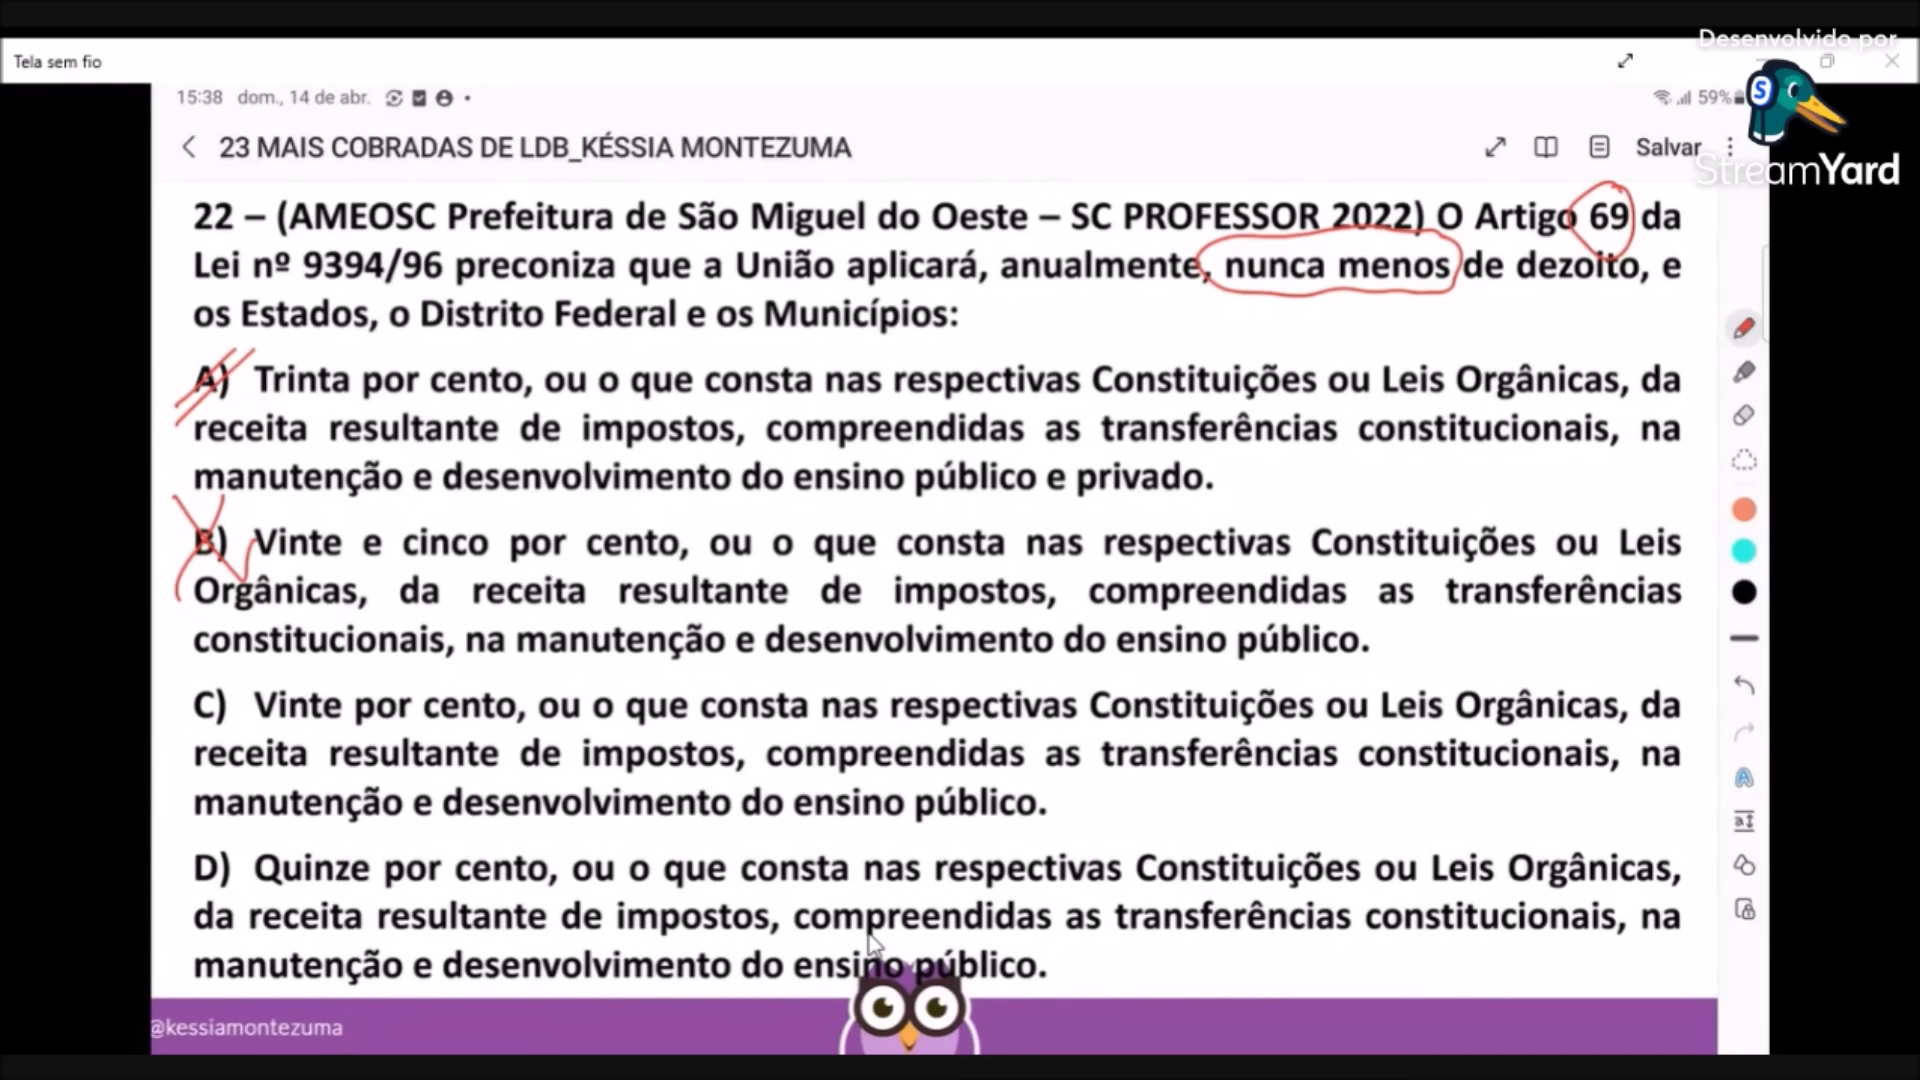 Desenvolvido por
Tela sem fio
StreamYard
15:38 dom., 14 de abr.
59%
23 MAIS COBRADAS DE LDB_KÉSSIA MONTEZUMA
Salvar
22 – (AMEOSC Prefeitura de São Miguel do Oeste – SC PROFESSOR 2022) O Artigo 69 da
Lei nº 9394/96 preconiza que a União aplicará, anualmente, nunca menos de dezoito, e
os Estados, o Distrito Federal e os Municípios:
A) Trinta por cento, ou o que consta nas respectivas Constituições ou Leis Orgânicas, da
receita resultante de impostos, compreendidas as transferências constitucionais, na
manutenção e desenvolvimento do ensino público e privado.
B) Vinte e cinco por cento, ou o que consta nas respectivas Constituições ou Leis
Orgânicas, da receita resultante de impostos, compreendidas as transferências
constitucionais, na manutenção e desenvolvimento do ensino público.
C) Vinte por cento, ou o que consta nas respectivas Constituições ou Leis Orgânicas, da
receita resultante de impostos, compreendidas as transferências constitucionais, na
manutenção e desenvolvimento do ensino público.
D) Quinze por cento, ou o que consta nas respectivas Constituições ou Leis Orgânicas,
da receita resultante de impostos, compreendidas as transferências constitucionais, na
manutenção e desenvolvimento do ensino público.
@kessiamontezuma